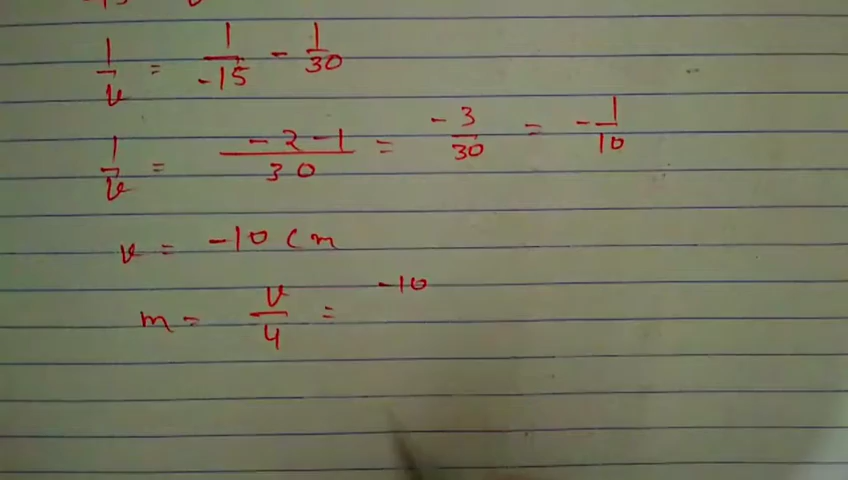 1/v = 1/-15 - 1/30
1/v = -2-1/30 = -3/30 = -1/10
v = -10 cm
m = v/4 = -10